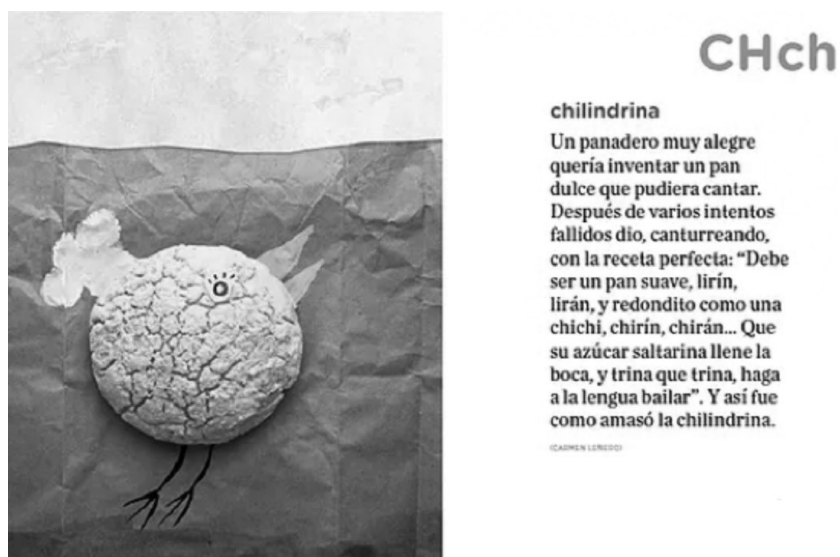 CHch
chilindrina
Un panadero muy alegre
quería inventar un pan
dulce que pudiera cantar.
Después de varios intentos
fallidos dio, canturreando,
con la receta perfecta: “Debe
ser un pan suave, lirín,
lirán, y redondito como una
chichi, chirín, chirán... Que
su azúcar saltarina llene la
boca, y trina que trina, haga
a la lengua bailar”. Y así fue
como amasó la chilindrina.
(CARMEN LEÑERO)